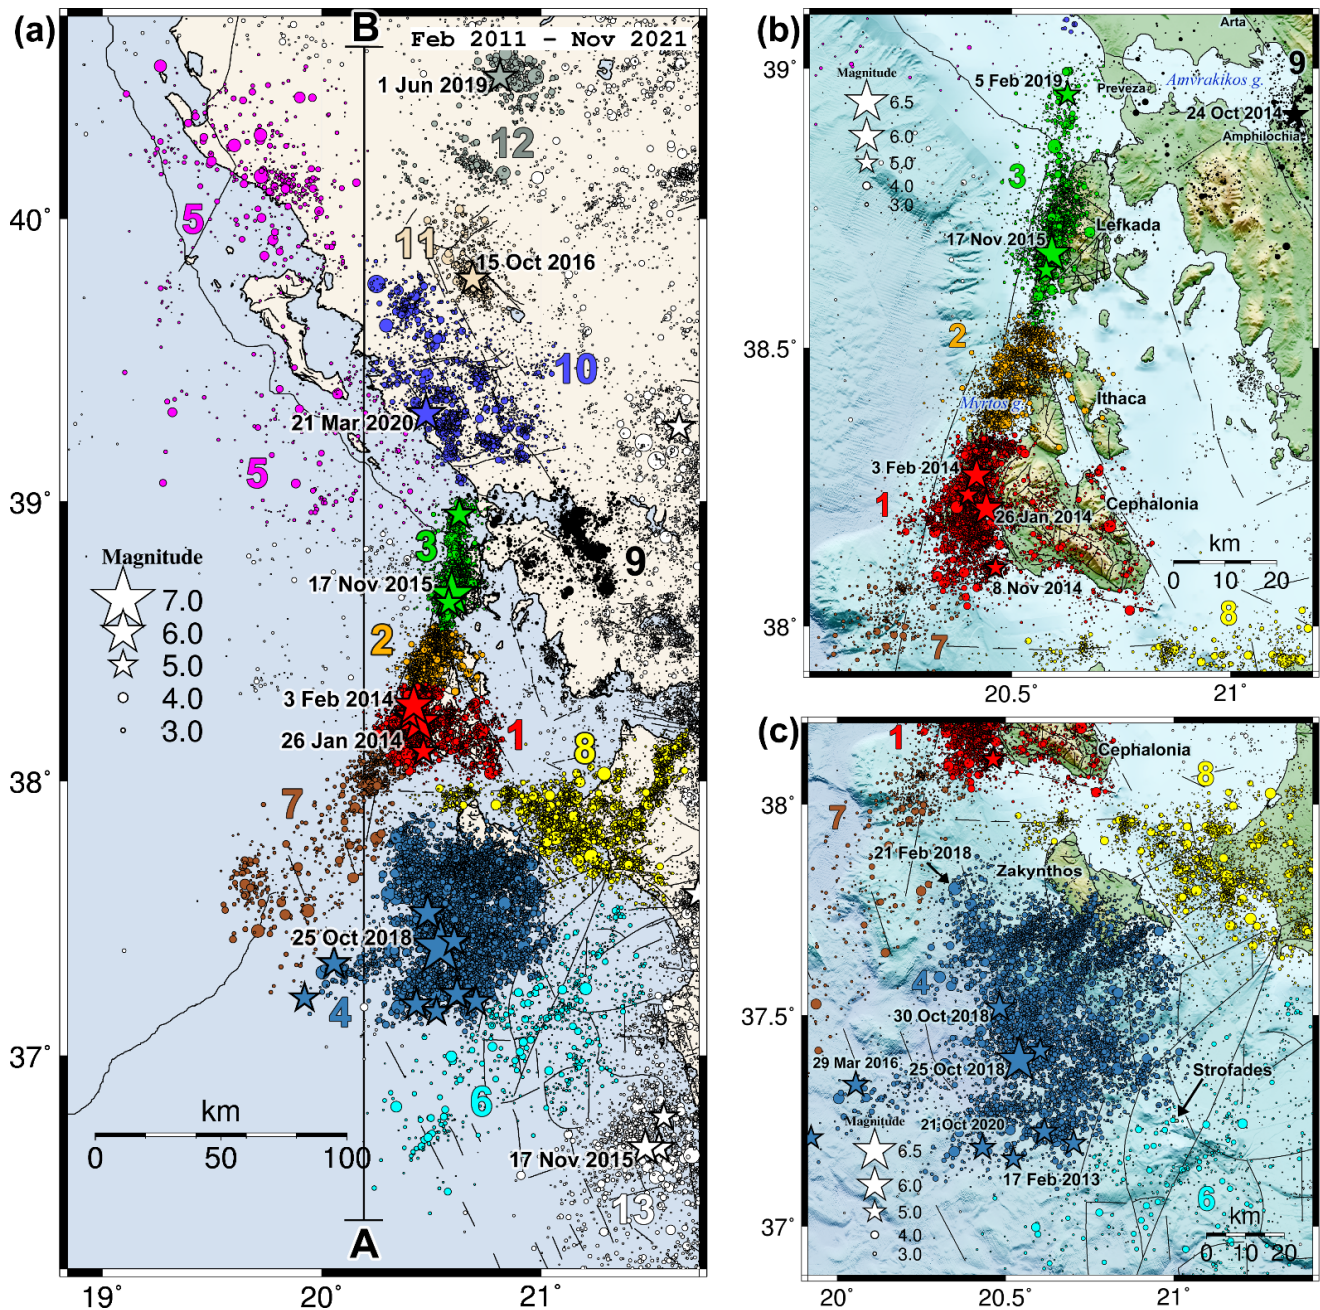 (a)
B
Feb 2011 – Nov 2021
1 Jun 2019
12
5
40°
11
15 Oct 2016
10
21 Mar 2020
5
39°
3
9
Magnitude
7.0
6.0
5.0
4.0
3.0
17 Nov 2015
2
3 Feb 2014
26 Jan 2014
1
8
38°
7
25 Oct 2018
4
37°
6
km
0 50 100
17 Nov 2015
13
A
19° 20° 21°
(b)
Arta
39°
Magnitude
6.5
6.0
5.0
4.0
3.0
5 Feb 2019
Preveza
Amvrakikos g.
9
24 Oct 2014
Amphilochia
3
17 Nov 2015
Lefkada
38.5°
2
Myrtos g.
Ithaca
3 Feb 2014
1
26 Jan 2014
Cephalonia
8 Nov 2014
km
0 10 20
38°
7
8
20.5° 21°
(c)
1
Cephalonia
8
38°
7
21 Feb 2018
Zakynthos
4
37.5°
30 Oct 2018
29 Mar 2016
25 Oct 2018
Strofades
Magnitude
6.5
6.0
5.0
4.0
3.0
21 Oct 2020
17 Feb 2013
6
km
0 10 20
37°
20° 20.5° 21°